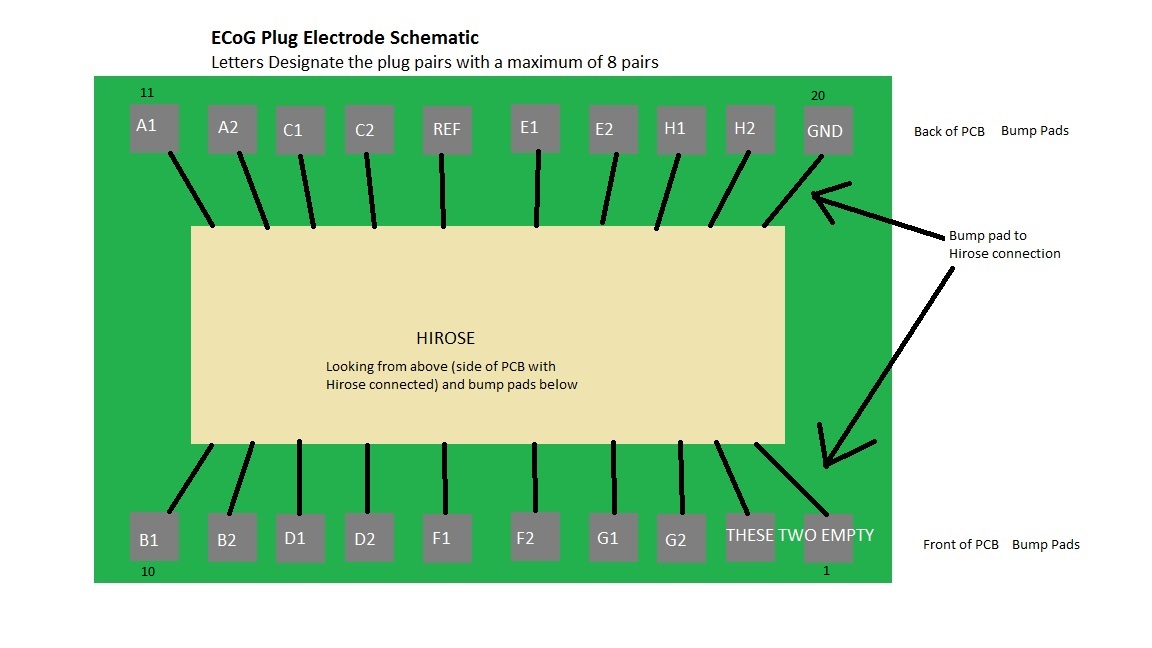 ECoG Plug Electrode Schematic
Letters Designate the plug pairs with a maximum of 8 pairs
11
20
A1 A2 C1 C2 REF E1 E2 H1 H2 GND
Back of PCB Bump Pads
Bump pad to
Hirose connection
HIROSE
Looking from above (side of PCB with
Hirose connected) and bump pads below
B1 B2 D1 D2 F1 F2 G1 G2 THESE TWO EMPTY
Front of PCB Bump Pads
10
1